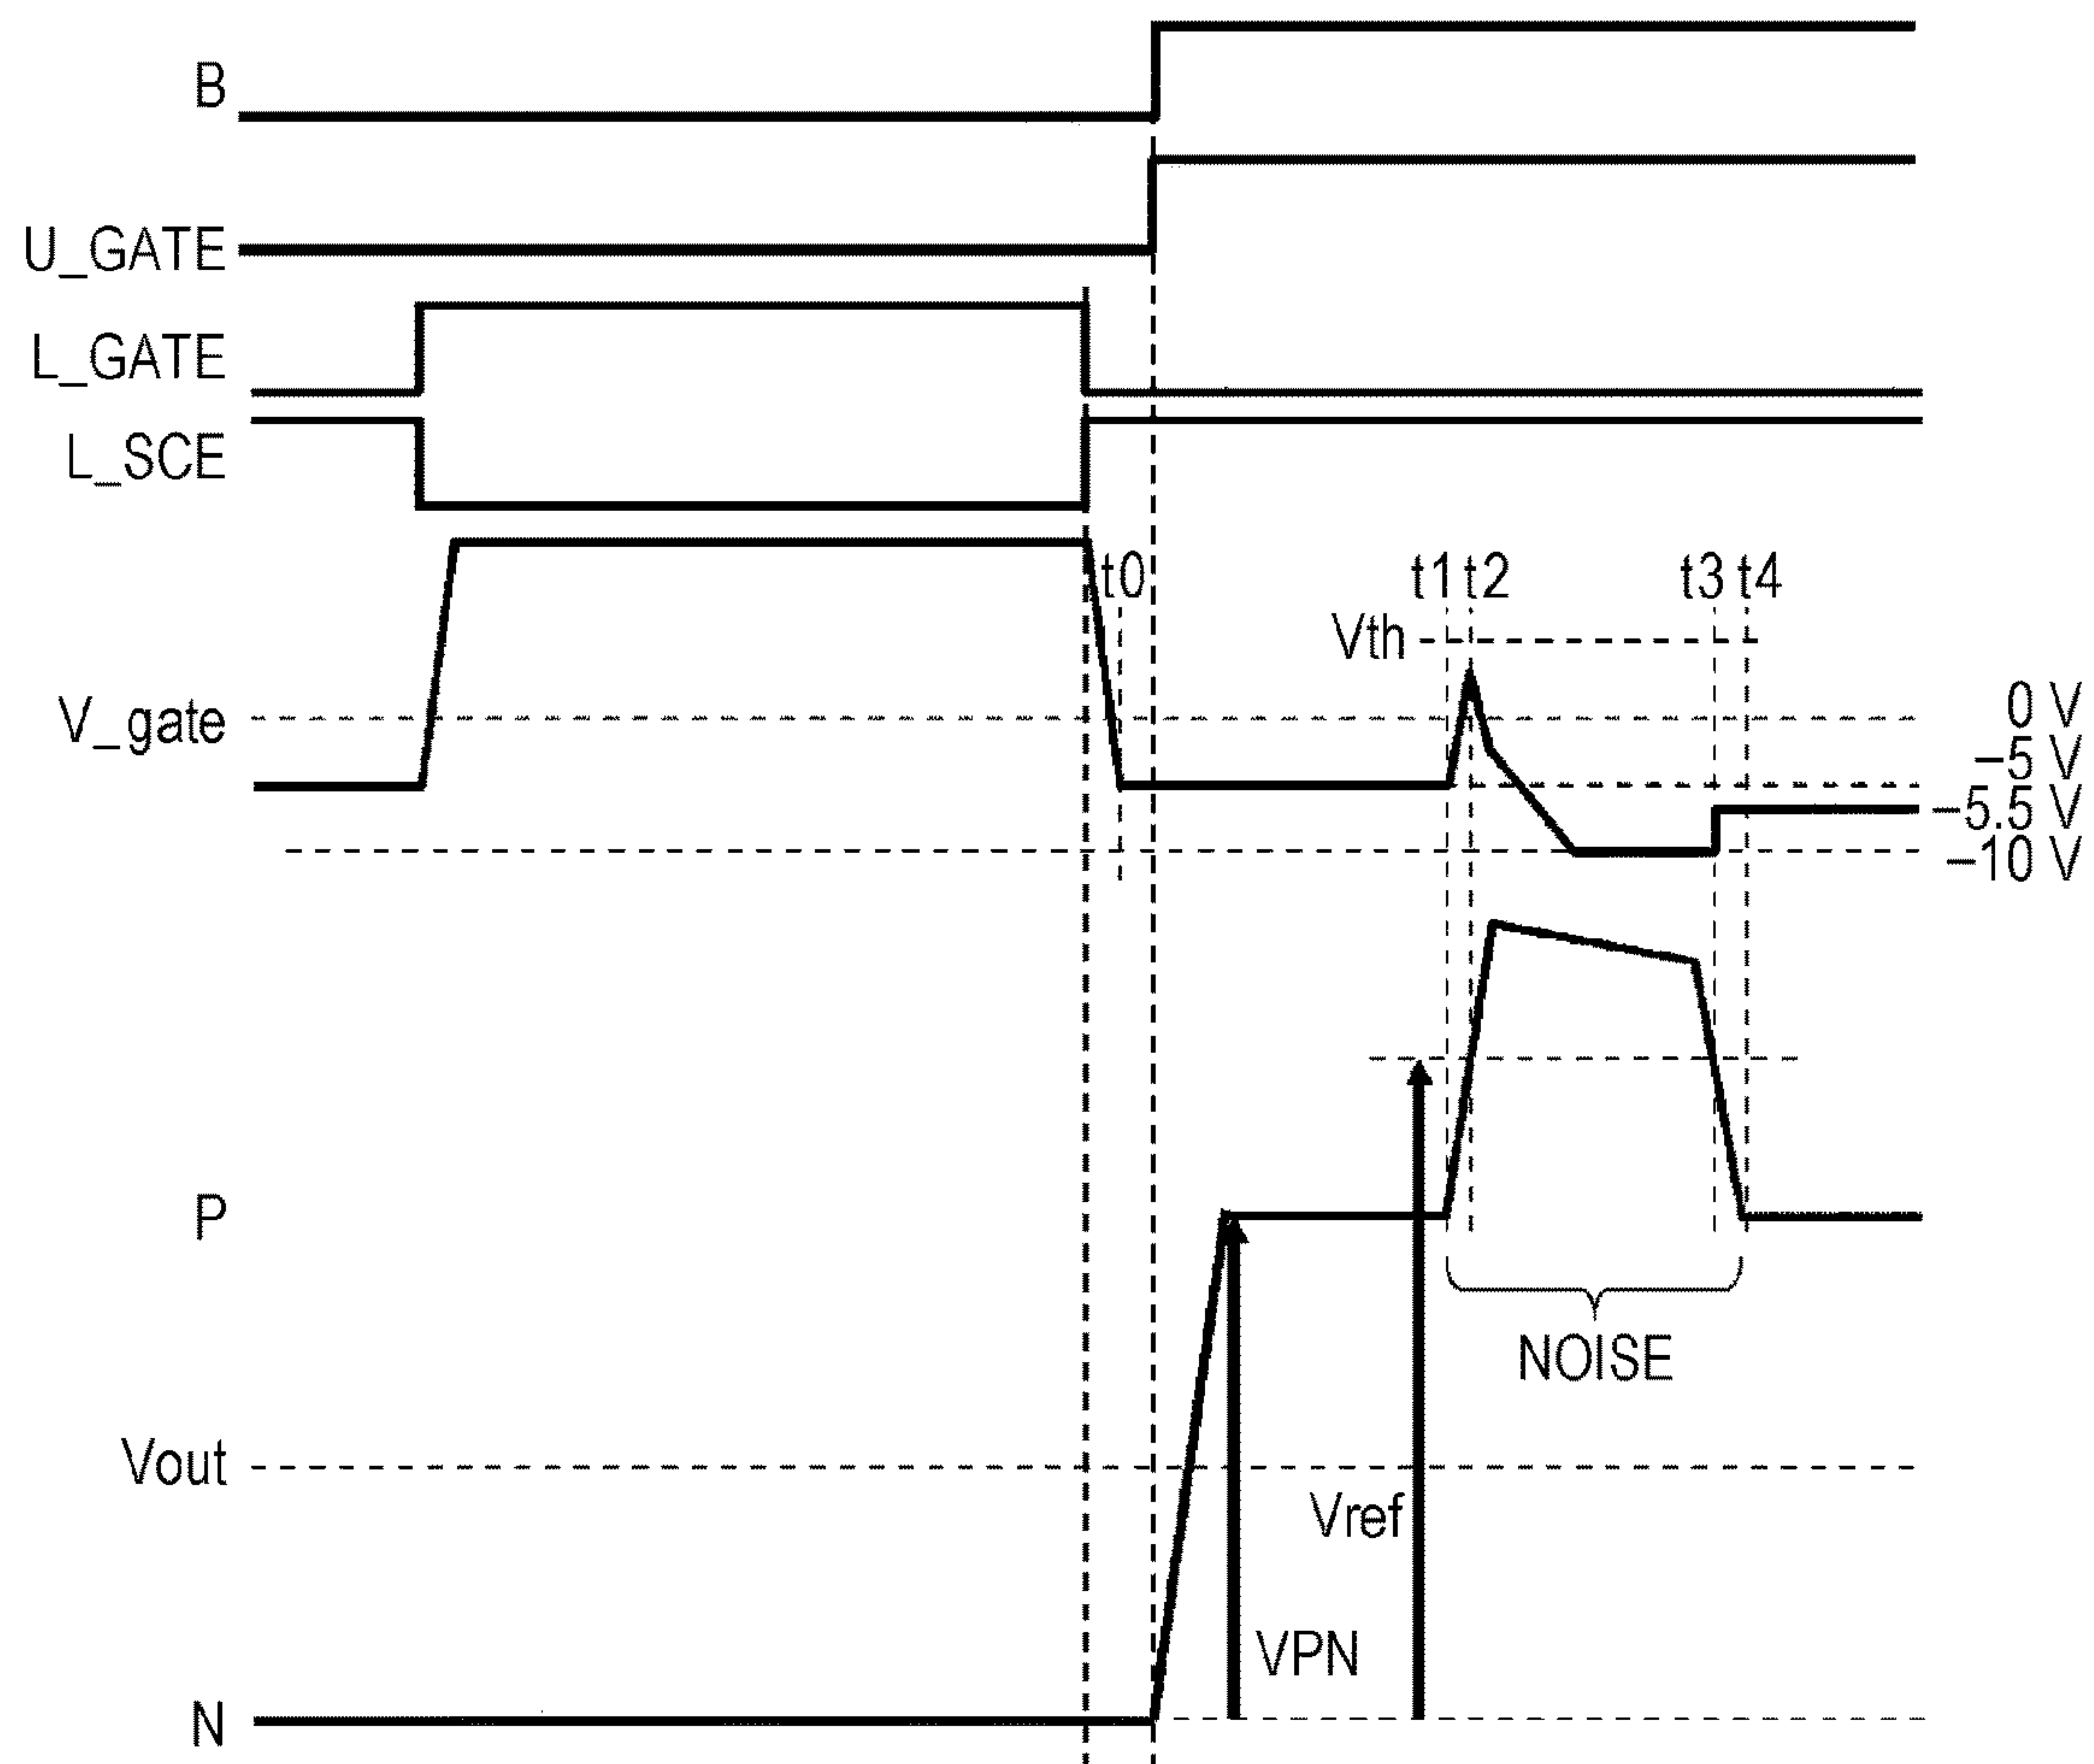 B
U_GATE
L_GATE
L_SCE
t0
t1
t2
t3
t4
Vth
V_gate
0 V
−5 V
−5.5 V
−10 V
P
NOISE
Vout
Vref
VPN
N